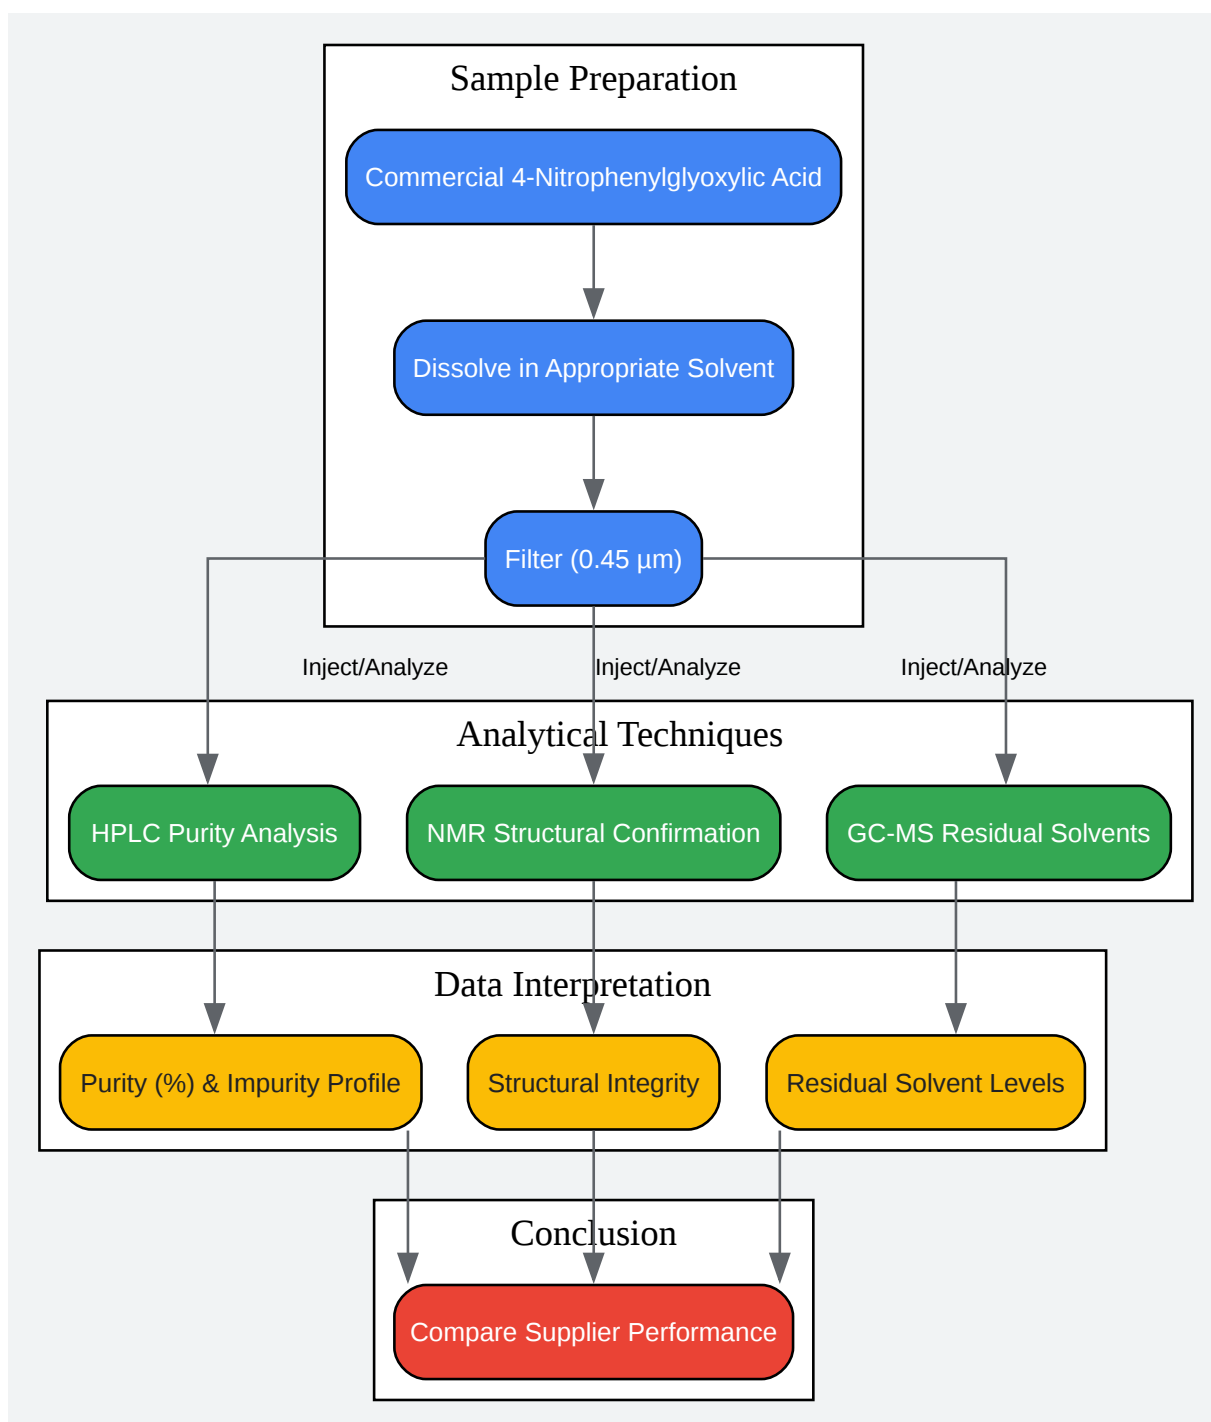 Sample Preparation
Commercial 4-Nitrophenylglyoxylic Acid
Dissolve in Appropriate Solvent
Filter (0.45 µm)
Inject/Analyze
Inject/Analyze
Inject/Analyze
Analytical Techniques
HPLC Purity Analysis
NMR Structural Confirmation
GC-MS Residual Solvents
Data Interpretation
Purity (%) & Impurity Profile
Structural Integrity
Residual Solvent Levels
Conclusion
Compare Supplier Performance